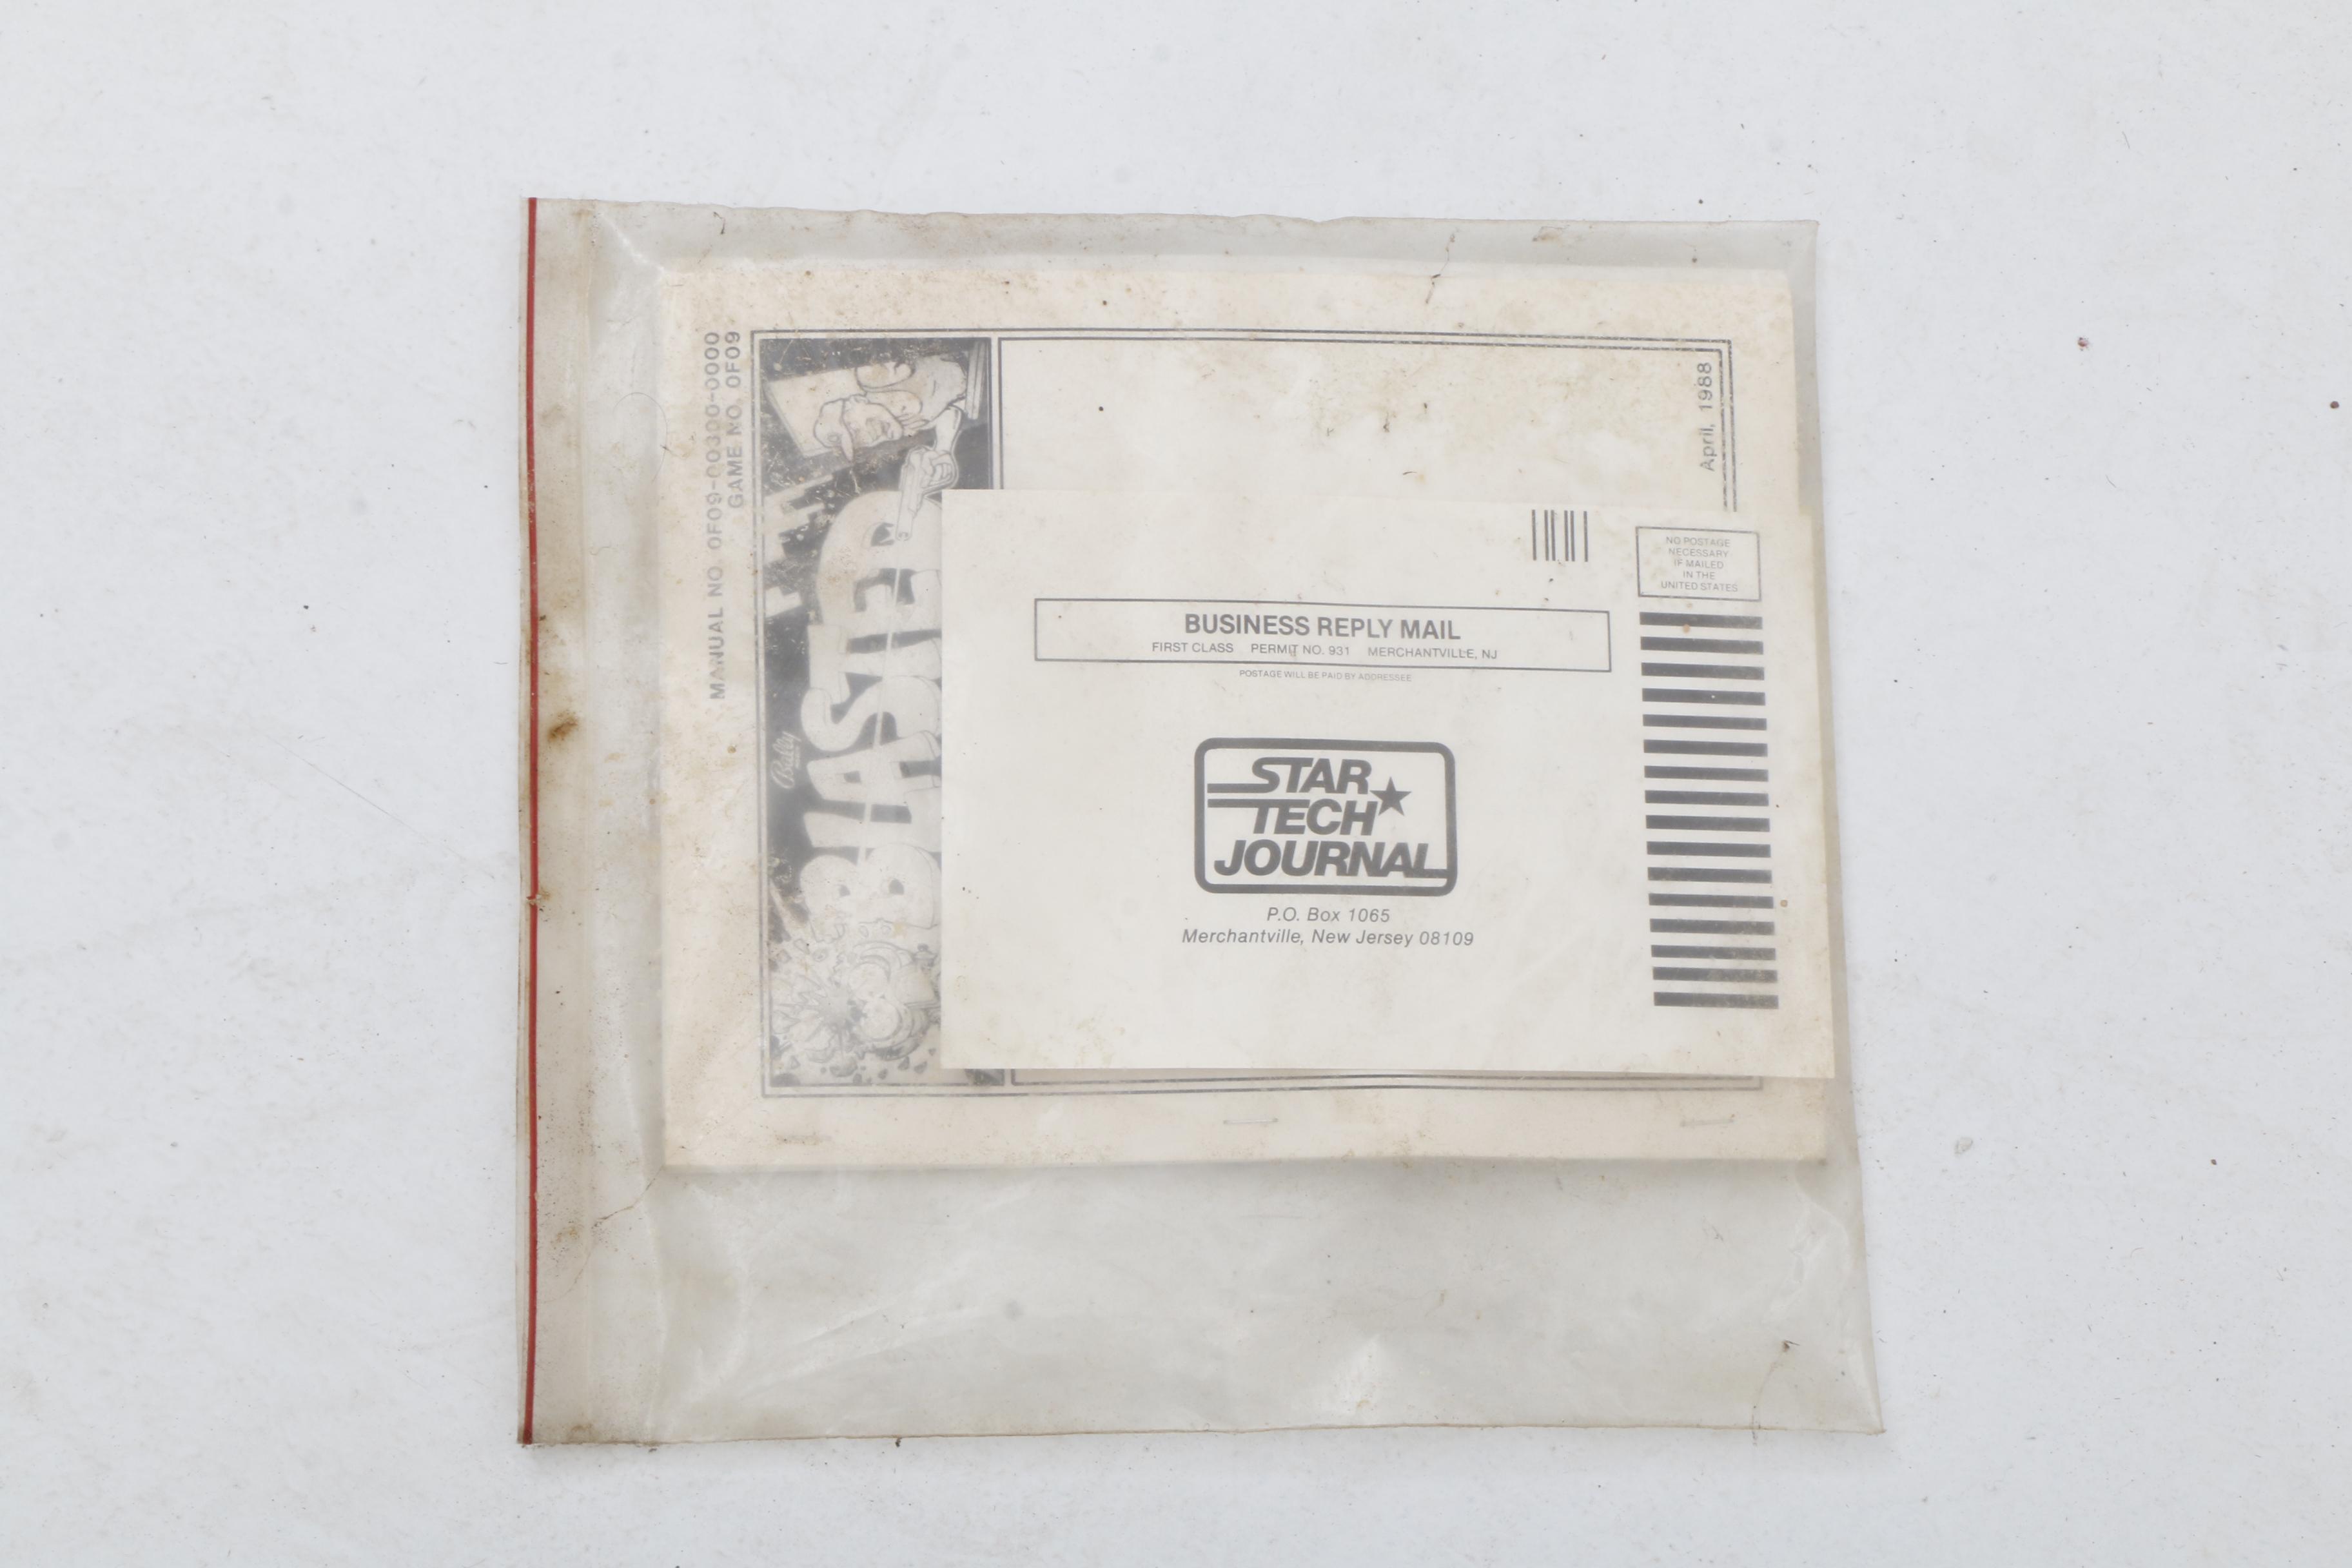 MANUAL NO. 0F09-00300-0000
GAME NO. 0F09
April, 1988
Bally
BLASTED
NO POSTAGE
NECESSARY
IF MAILED
IN THE
UNITED STATES
BUSINESS REPLY MAIL
FIRST CLASS PERMIT NO. 931 MERCHANTVILLE, NJ
POSTAGE WILL BE PAID BY ADDRESSEE
STAR
TECH
JOURNAL
P.O. Box 1065
Merchantville, New Jersey 08109